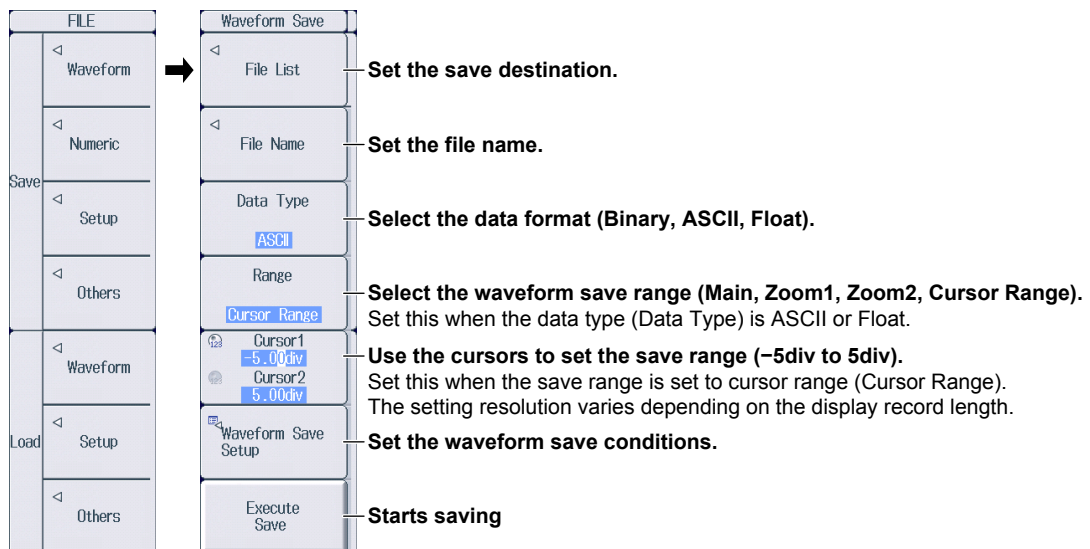 FILE
Save
Waveform
Numeric
Setup
Others
Load
Waveform
Setup
Others
Waveform Save
File List
Set the save destination.
File Name
Set the file name.
Data Type
ASCII
Select the data format (Binary, ASCII, Float).
Range
Cursor Range
Select the waveform save range (Main, Zoom1, Zoom2, Cursor Range).
Set this when the data type (Data Type) is ASCII or Float.
123
Cursor1
−5.00div
Cursor2
5.00div
Use the cursors to set the save range (−5div to 5div).
Set this when the save range is set to cursor range (Cursor Range).
The setting resolution varies depending on the display record length.
Waveform Save
Setup
Set the waveform save conditions.
Execute
Save
Starts saving